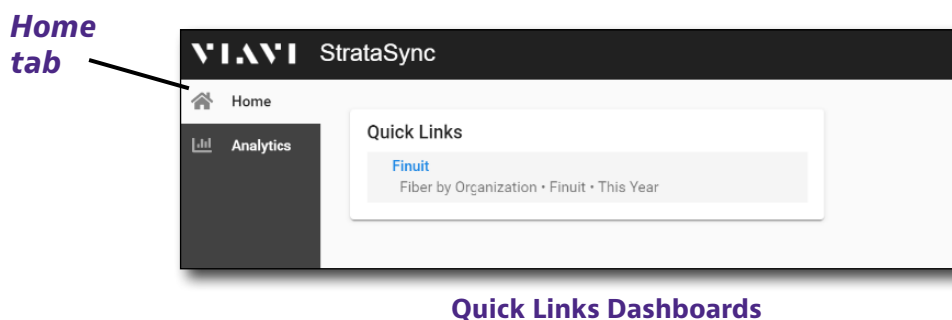 Home
tab
VIAVI StrataSync
Home
Quick Links
Analytics
Finuit
Fiber by Organization • Finuit • This Year
Quick Links Dashboards